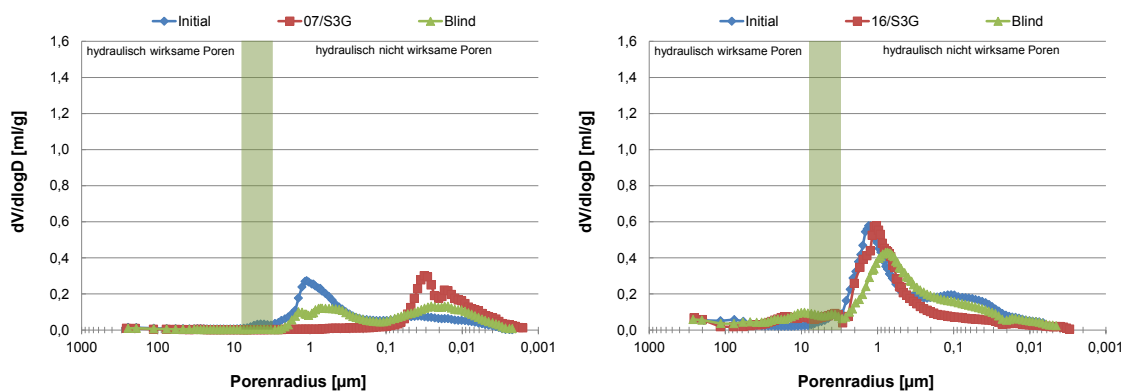 Initial 07/S3G Blind
hydraulisch wirksame Poren hydraulisch nicht wirksame Poren
dV/dlogD [ml/g]
1,6
1,4
1,2
1,0
0,8
0,6
0,4
0,2
0,0
1000 100 10 1 0,1 0,01 0,001
Porenradius [µm]
Initial 16/S3G Blind
hydraulisch wirksame Poren hydraulisch nicht wirksame Poren
dV/dlogD [ml/g]
1,6
1,4
1,2
1,0
0,8
0,6
0,4
0,2
0,0
1000 100 10 1 0,1 0,01 0,001
Porenradius [µm]